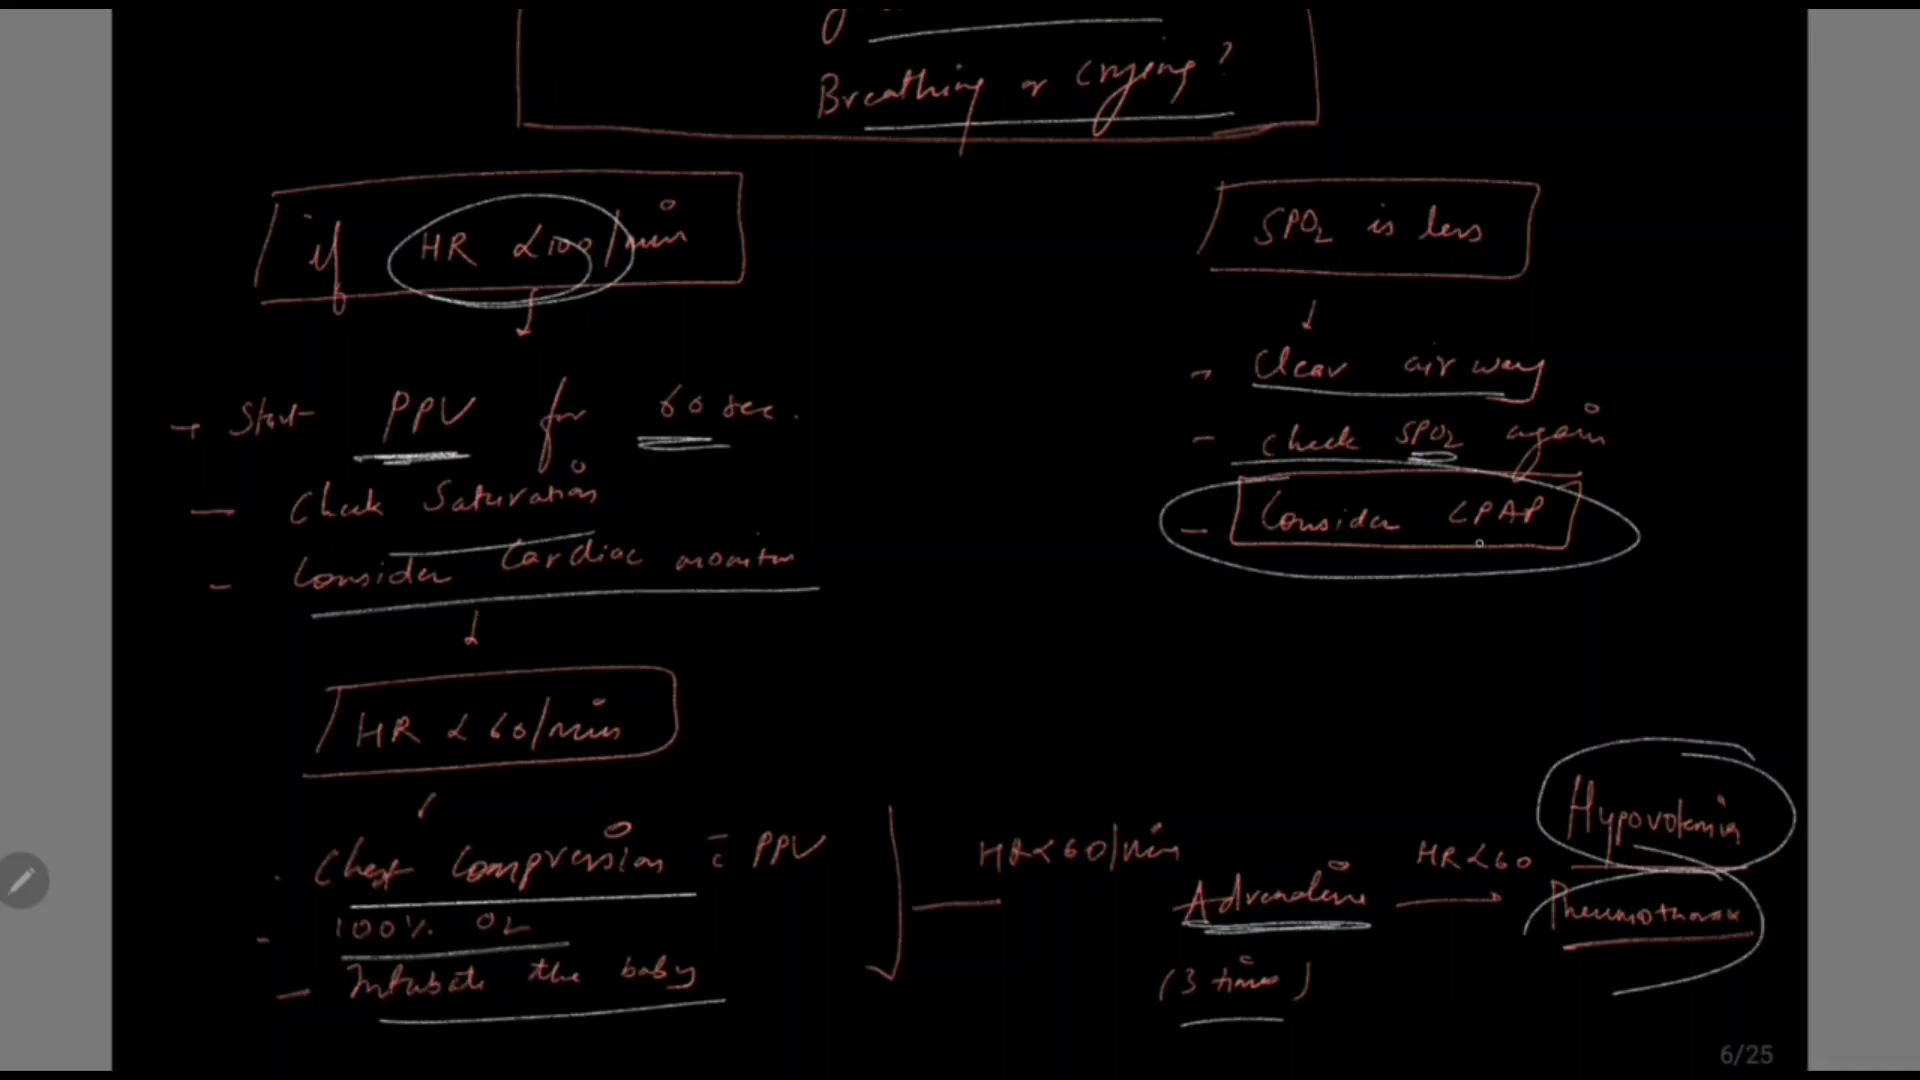 Breathing or Crying?
if HR <100/min
SPO2 is less
→ Start PPV for 60 sec.
- Check Saturation
- Consider Cardiac monitor
- Clear airway
- check SPO2 again
- Consider CPAP
HR < 60/min
Chest Compression c̄ PPV
- 100% O2
- Intubate the baby
HR<60/min
Adrenaline
(3 times)
HR<60
Hypovolemia
Pneumothorax
6/25